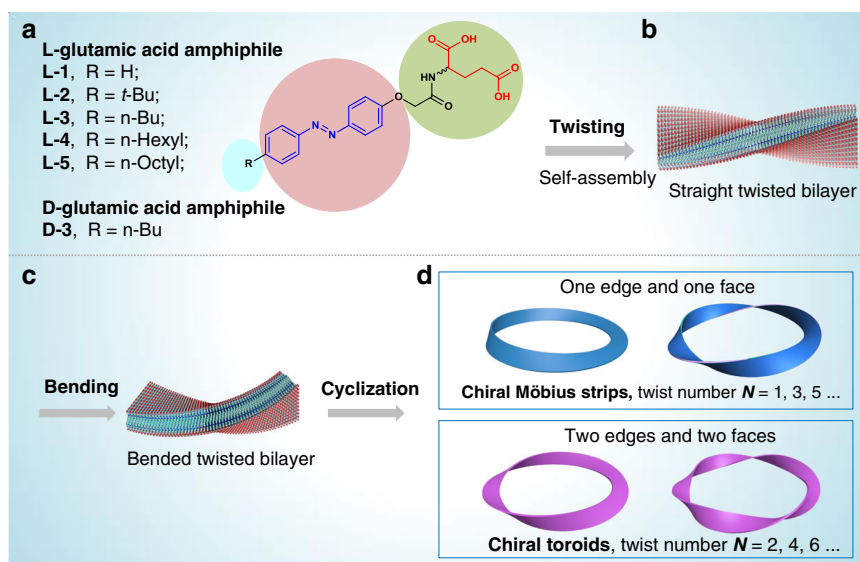 a
L-glutamic acid amphiphile
L-1, R = H;
L-2, R = t-Bu;
L-3, R = n-Bu;
L-4, R = n-Hexyl;
L-5, R = n-Octyl;
D-glutamic acid amphiphile
D-3, R = n-Bu
R
N
N
O
O
HN
O
OH
O
OH
Twisting
Self-assembly
b
Straight twisted bilayer
c
Bending
Bended twisted bilayer
Cyclization
d
One edge and one face
Chiral Möbius strips, twist number N = 1, 3, 5 ...
Two edges and two faces
Chiral toroids, twist number N = 2, 4, 6 ...